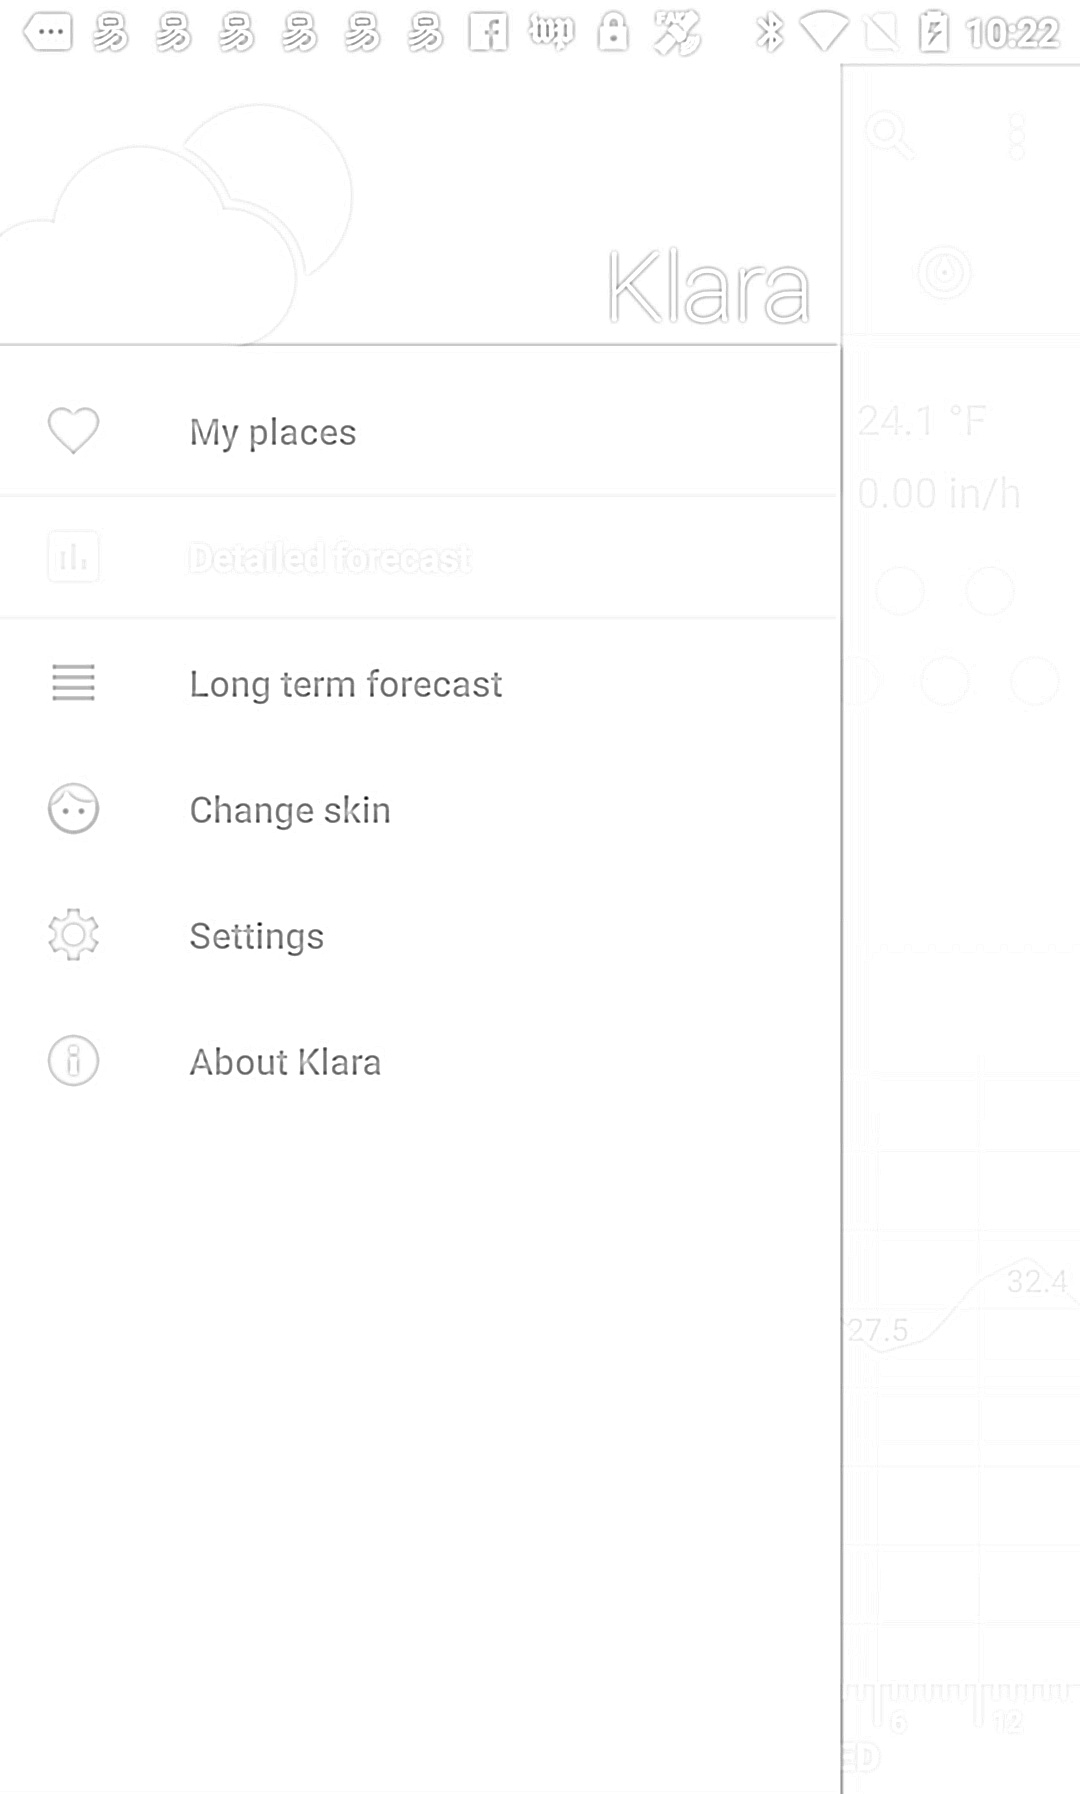 10:22
Klara
My places
Detailed forecast
Long term forecast
Change skin
Settings
About Klara
24.1 °F
0.00 in/h
32.4
27.5
6 12
ED